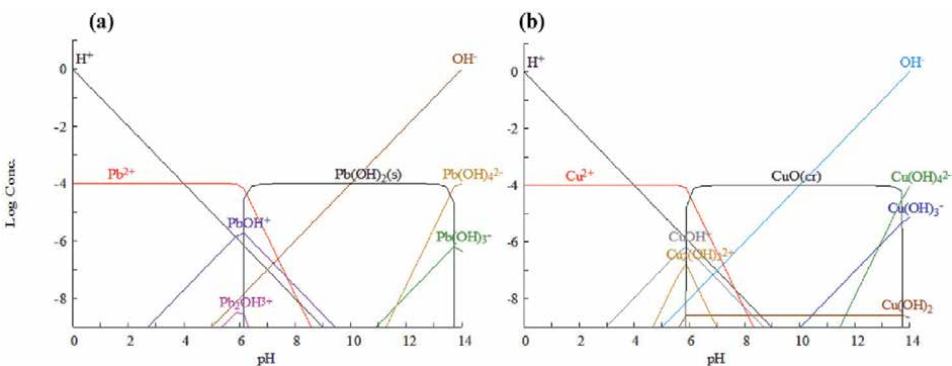 (a)
H⁺
OH⁻
0
Pb²⁺
Pb(OH)₂(s)
Pb(OH)₄²⁻
-2
-4
PbOH⁺
Pb(OH)₃⁻
-6
Pb₂OH³⁺
-8
Log Conc.
0 2 4 6 8 10 12 14
pH
(b)
H⁺
OH⁻
0
-2
Cu²⁺
CuO(cr)
Cu(OH)₄²⁻
-4
Cu(OH)₃⁻
CuOH⁺
-6
Cu₂(OH)₂²⁺
Cu(OH)₂
-8
0 2 4 6 8 10 12 14
pH